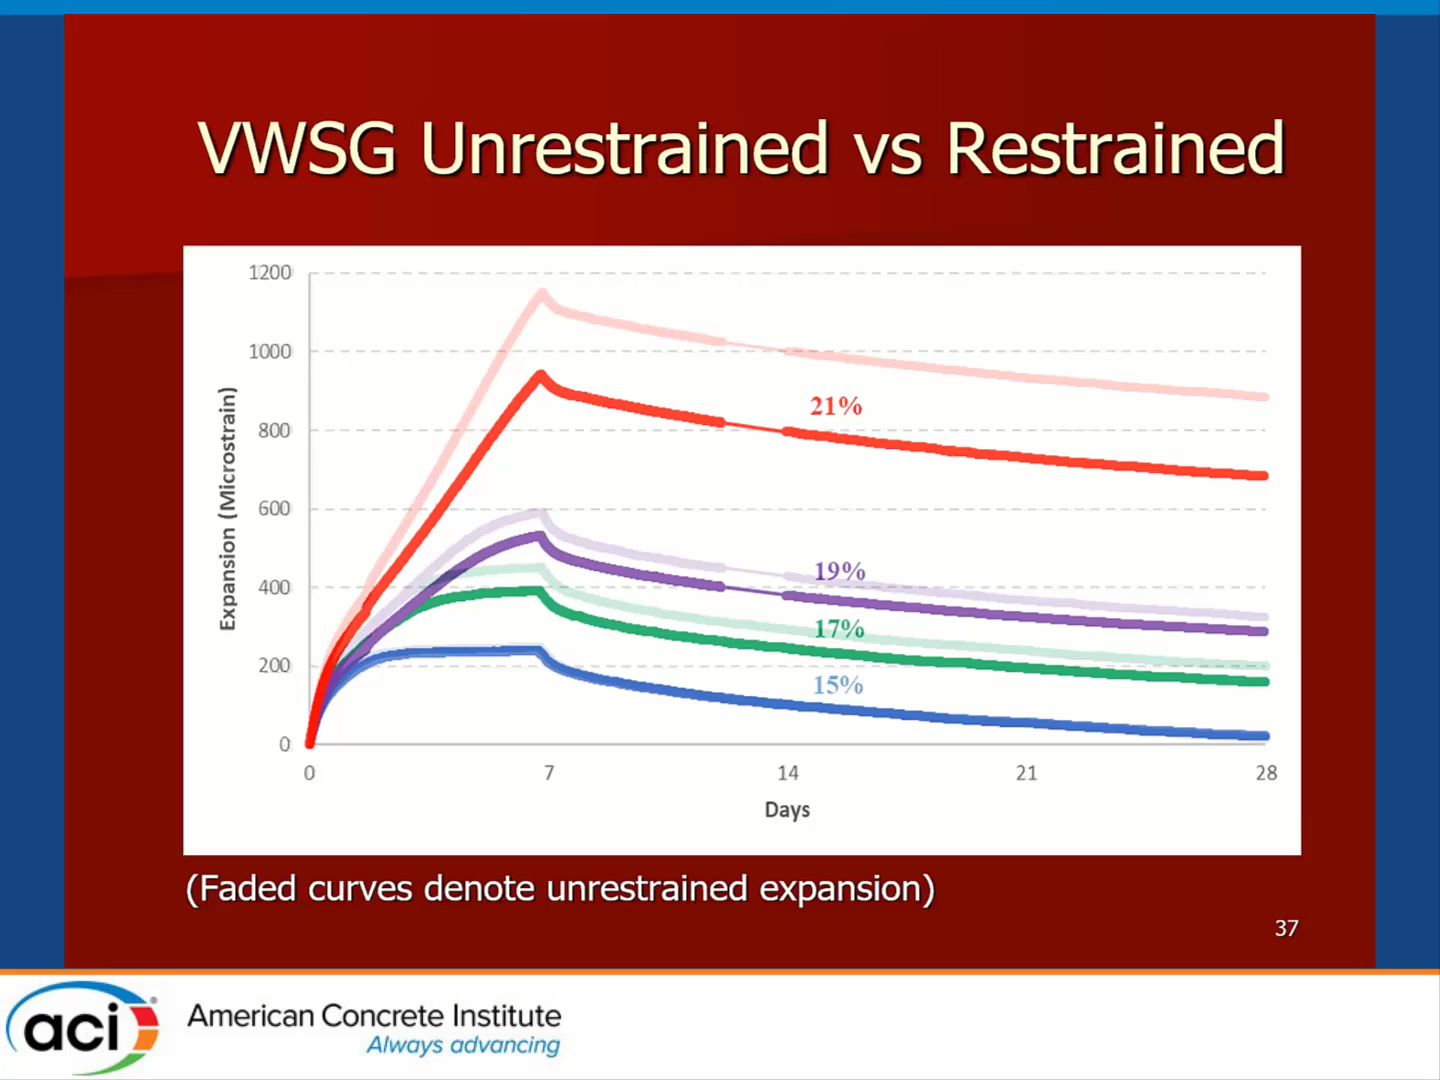 VWSG Unrestrained vs Restrained
1200
1000
800
600
400
200
0
Expansion (Microstrain)
21%
19%
17%
15%
0 7 14 21 28
Days
(Faded curves denote unrestrained expansion)
37
aci
®
American Concrete Institute
Always advancing